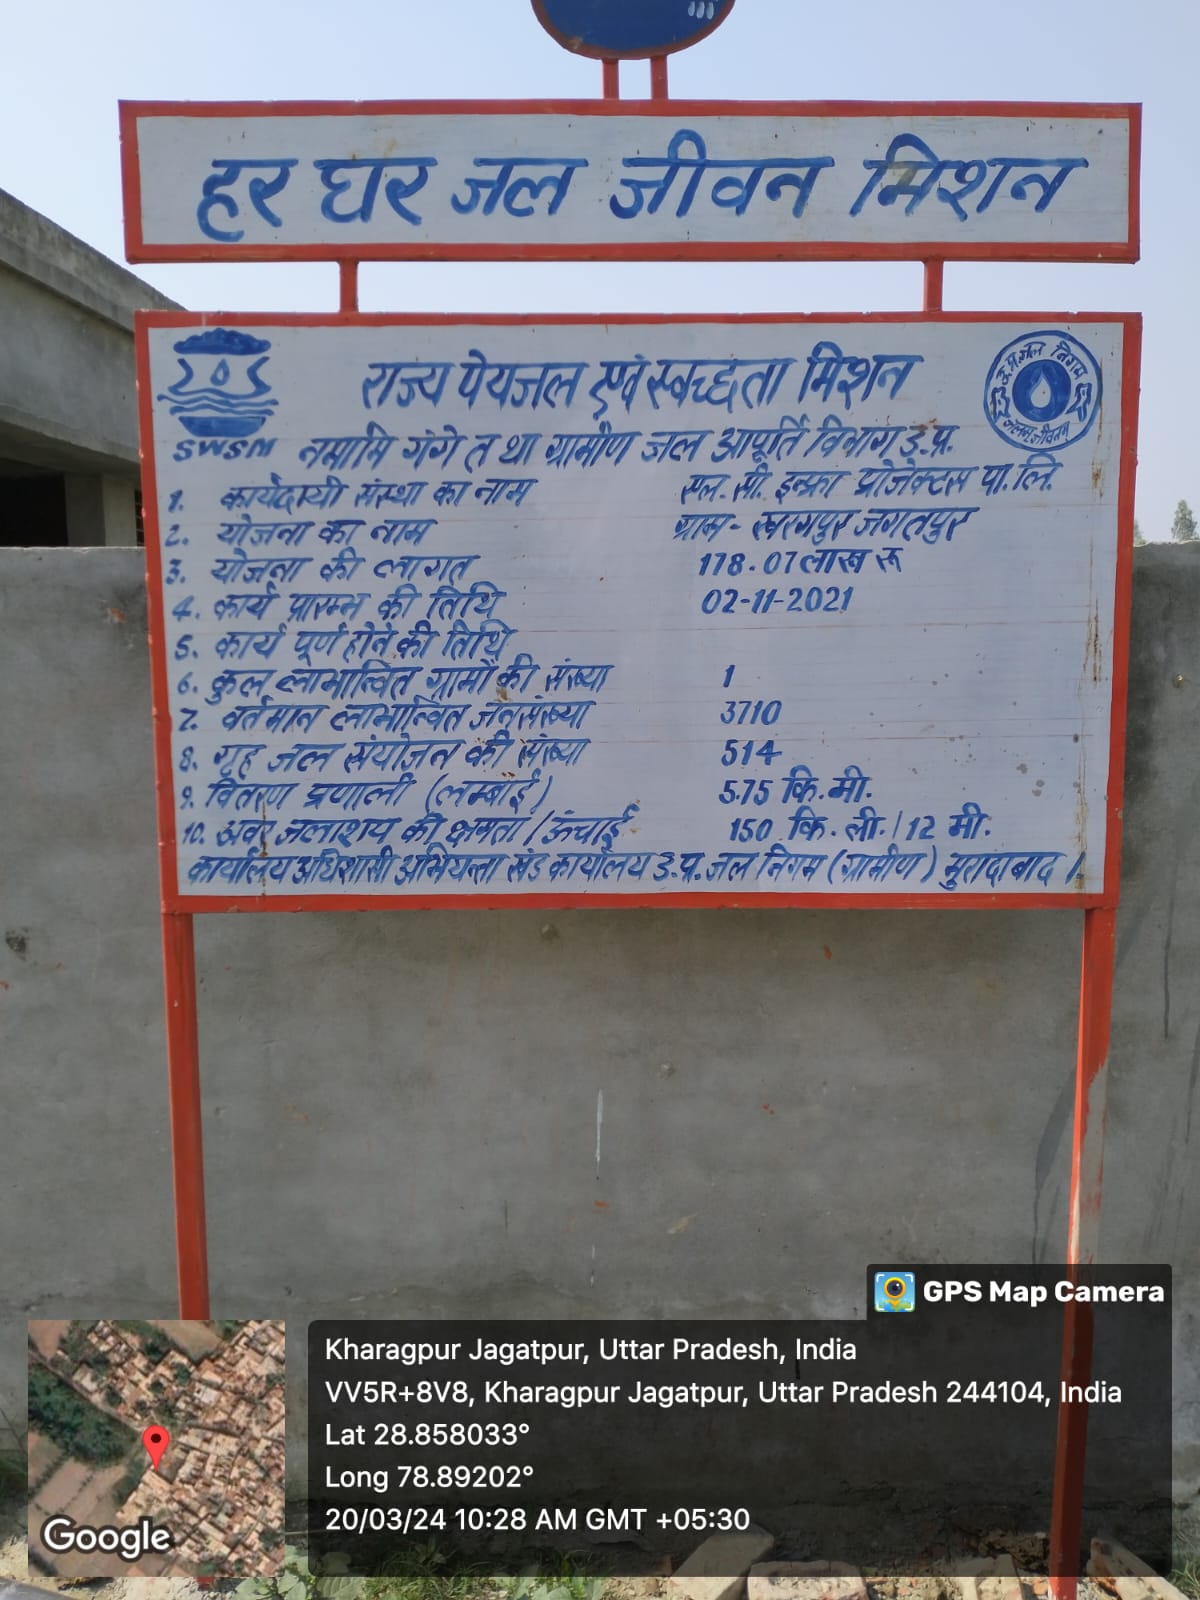 हर घर जल जीवन मिशन
राज्य पेयजल एवं स्वच्छता मिशन
SWSM
उ.प्र. जल निगम
नमामि गंगे तथा ग्रामीण जल आपूर्ति विभाग उ.प्र.
1. कार्यदायी संस्था का नाम एल. सी. इन्फ्रा प्रोजेक्टस प्रा. लि.
2. योजना का नाम ग्राम - खरगपुर जगतपुर
3. योजना की लागत 178.07 लाख रू
4. कार्य प्रारम्भ की तिथि 02-11-2021
5. कार्य पूर्ण होने की तिथि
6. कुल लाभान्वित ग्रामों की संख्या 1
7. वर्तमान लाभान्वित जनसंख्या 3710
8. गृह जल संयोजन की संख्या 514
9. वितरण प्रणाली (लम्बाई) 5.75 कि.मी.
10. अवर जलाशय की क्षमता / ऊंचाई 150 कि. ली. / 12 मी.
कार्यालय अधिशासी अभियन्ता खंड कार्यालय उ.प्र. जल निगम (ग्रामीण) मुरादाबाद ।
GPS Map Camera
Kharagpur Jagatpur, Uttar Pradesh, India
VV5R+8V8, Kharagpur Jagatpur, Uttar Pradesh 244104, India
Lat 28.858033°
Long 78.89202°
20/03/24 10:28 AM GMT +05:30
Google